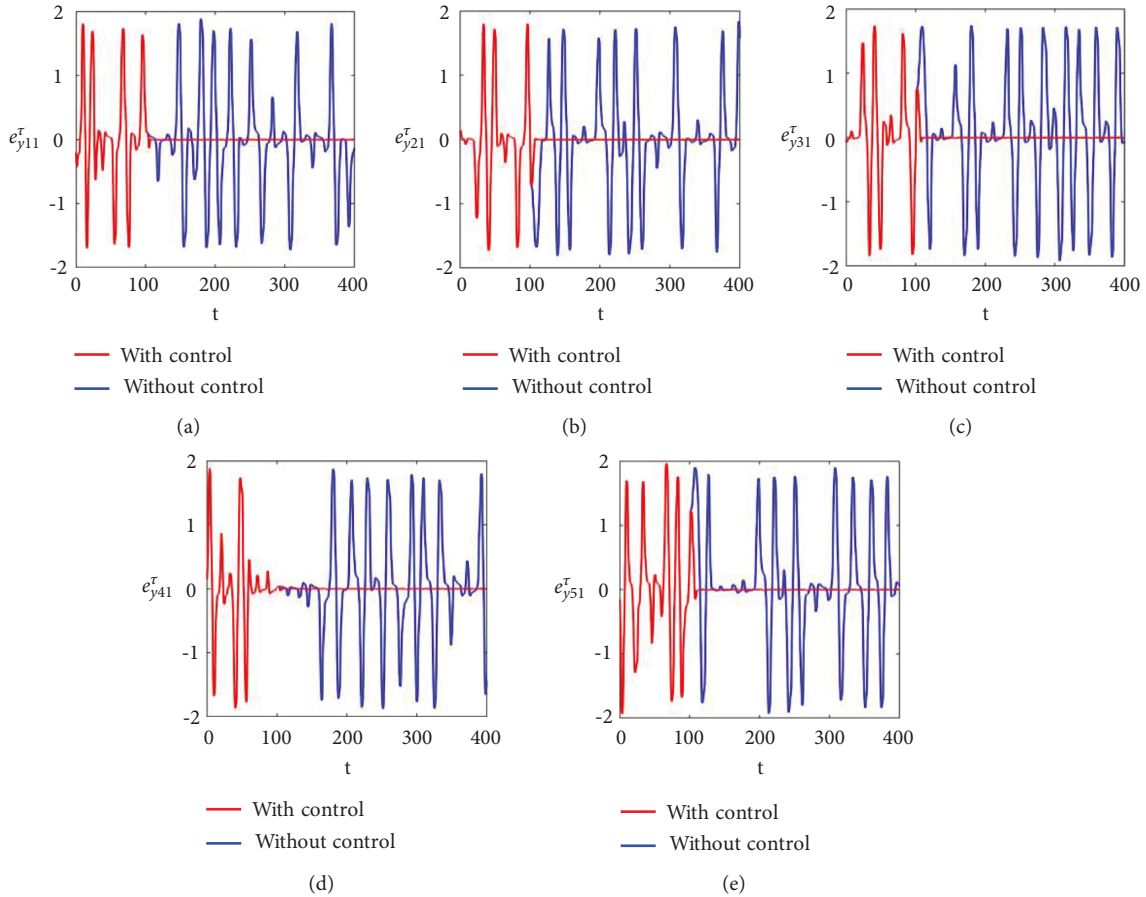 2
1
0
-1
-2
e^τ_y11
0 100 200 300 400
t
With control
Without control
(a)
2
1
0
-1
-2
e^τ_y21
0 100 200 300 400
t
With control
Without control
(b)
2
1
0
-1
-2
e^τ_y31
0 100 200 300 400
t
With control
Without control
(c)
2
1
0
-1
-2
e^τ_y41
0 100 200 300 400
t
With control
Without control
(d)
2
1
0
-1
-2
e^τ_y51
0 100 200 300 400
t
With control
Without control
(e)